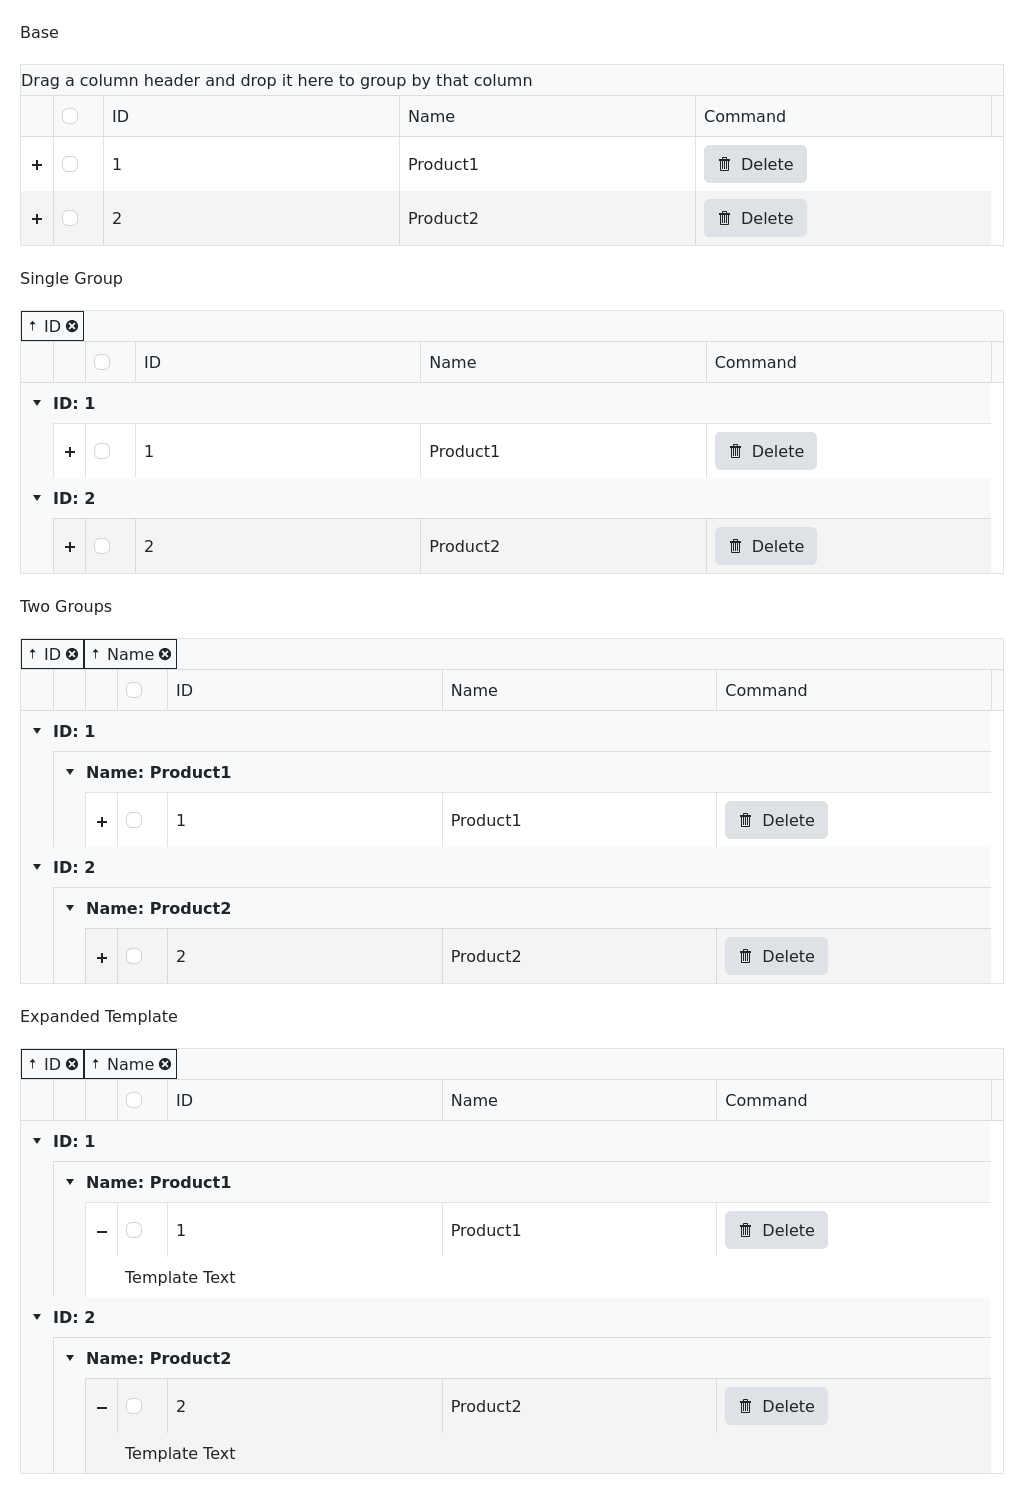 Base
Drag a column header and drop it here to group by that column
ID Name Command
+ 1 Product1 Delete
+ 2 Product2 Delete
Single Group
↑ ID
ID Name Command
ID: 1
+ 1 Product1 Delete
ID: 2
+ 2 Product2 Delete
Two Groups
↑ ID ↑ Name
ID Name Command
ID: 1
Name: Product1
+ 1 Product1 Delete
ID: 2
Name: Product2
+ 2 Product2 Delete
Expanded Template
↑ ID ↑ Name
ID Name Command
ID: 1
Name: Product1
− 1 Product1 Delete
Template Text
ID: 2
Name: Product2
− 2 Product2 Delete
Template Text